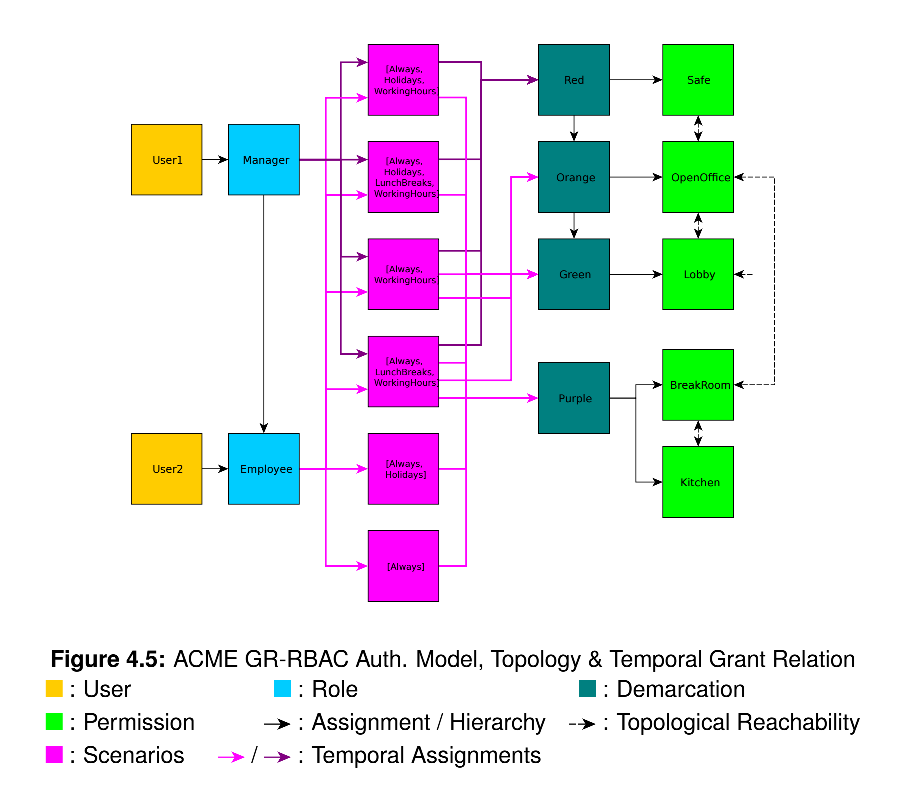 [Always,
Holidays,
WorkingHours
Red
Safe
User1
Manager
[Always,
Holidays,
LunchBreaks,
WorkingHours
Orange
OpenOffice
[Always,
WorkingHours
Green
Lobby
[Always,
LunchBreaks,
WorkingHours
Purple
BreakRoom
User2
Employee
[Always,
Holidays]
Kitchen
[Always]
Figure 4.5: ACME GR-RBAC Auth. Model, Topology & Temporal Grant Relation
: User : Role : Demarcation
: Permission : Assignment / Hierarchy : Topological Reachability
: Scenarios / : Temporal Assignments